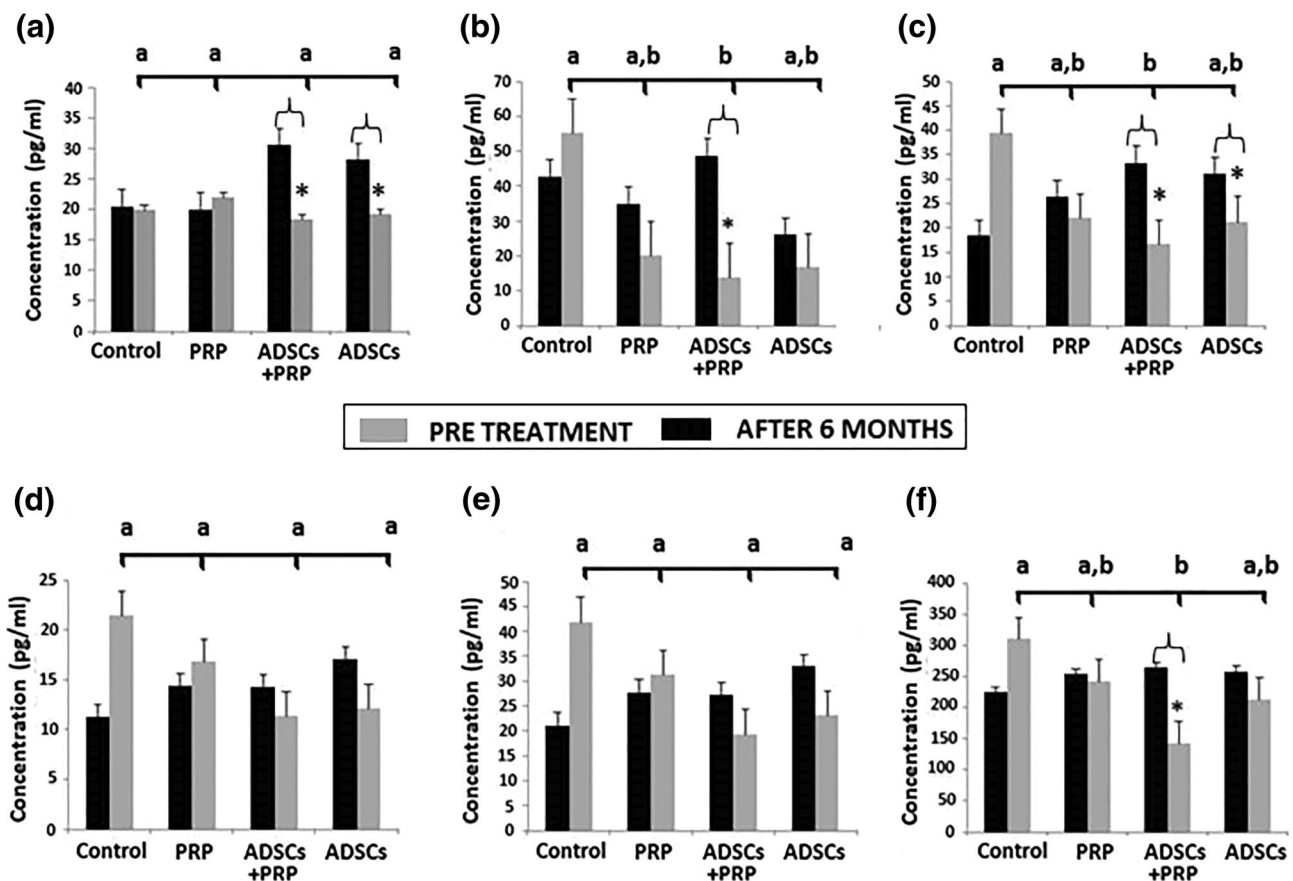 (a)
a a a a
Concentration (pg/ml)
40
35
30
25
20
15
10
5
0
* *
Control PRP ADSCs ADSCs
+PRP
(b)
a a,b b a,b
Concentration (pg/ml)
70
60
50
40
30
20
10
0
*
Control PRP ADSCs ADSCs
+PRP
(c)
a a,b b a,b
Concentration (pg/ml)
50
45
40
35
30
25
20
15
10
5
0
* *
Control PRP ADSCs ADSCs
+PRP
PRE TREATMENT AFTER 6 MONTHS
(d)
a a a a
Concentration (pg/ml)
25
20
15
10
5
0
Control PRP ADSCs ADSCs
+PRP
(e)
a a a a
Concentration (pg/ml)
50
45
40
35
30
25
20
15
10
5
0
Control PRP ADSCs ADSCs
+PRP
(f)
a a,b b a,b
Concentration (pg/ml)
400
350
300
250
200
150
100
50
0
*
Control PRP ADSCs ADSCs
+PRP